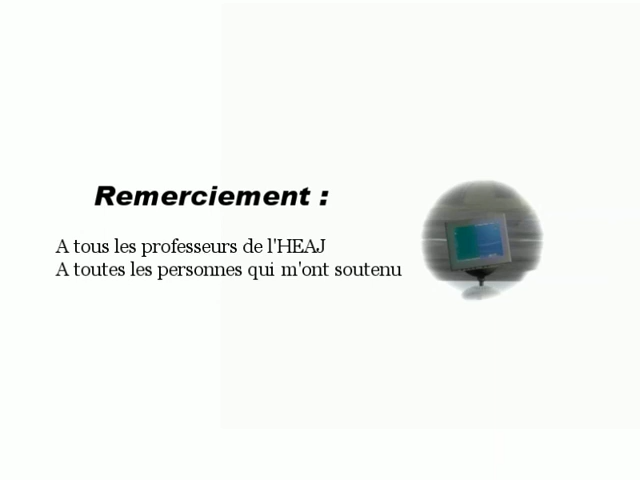 Remerciement :
A tous les professeurs de l'HEAJ
A toutes les personnes qui m'ont soutenu